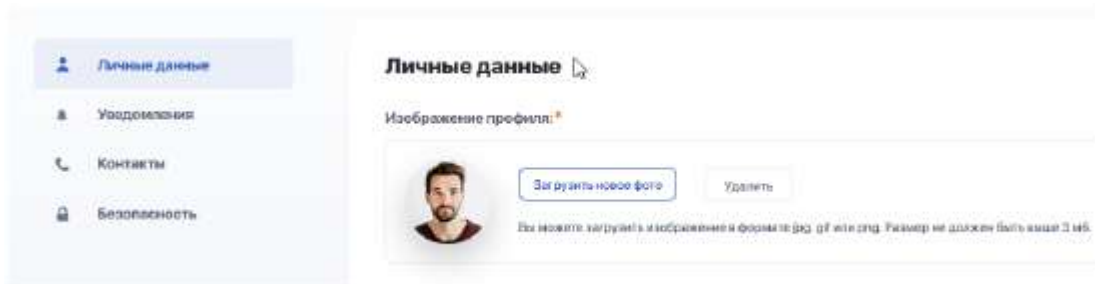 Личные данные
Уведомления
Контакты
Безопасность
Личные данные
Изображение профиля:*
Загрузить новое фото
Удалить
Вы можете загрузить изображение в формате jpg, gif или png. Размер не должен быть выше 3 мб.